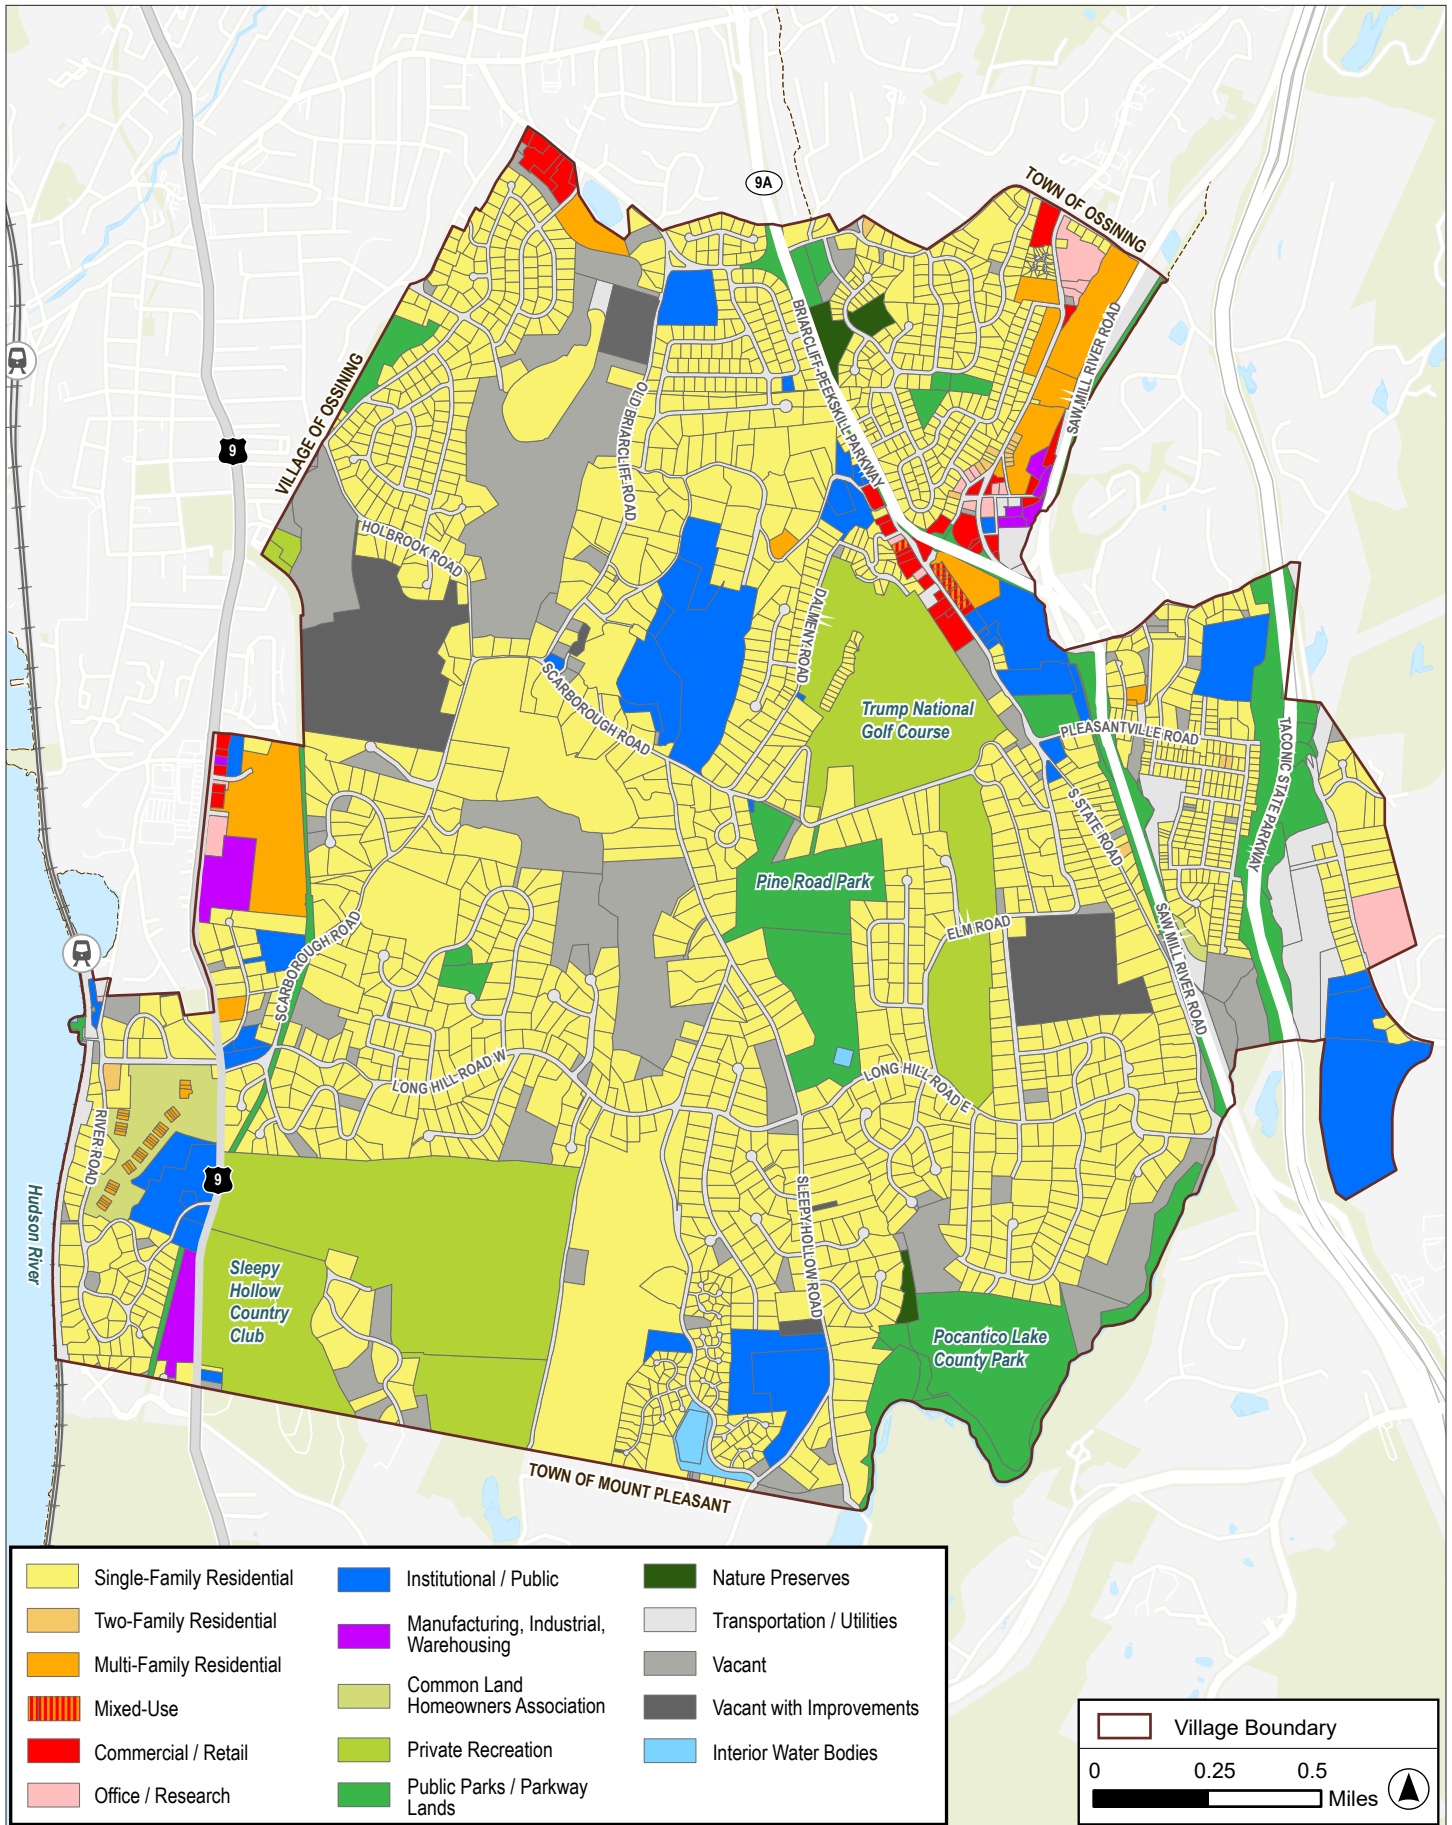 9A
TOWN OF OSSINING
BRIARCLIFF-PEEKSKILL PARKWAY
SAW MILL RIVER ROAD
VILLAGE OF OSSINING
OLD BRIARCLIFF ROAD
9
HOLBROOK ROAD
DALMENY ROAD
SCARBOROUGH ROAD
Trump National
Golf Course
PLEASANTVILLE ROAD
TACONIC STATE PARKWAY
S STATE ROAD
Pine Road Park
ELM ROAD
SCARBOROUGH ROAD
SAW MILL RIVER ROAD
LONG HILL ROAD W
LONG HILL ROAD E
RIVER ROAD
9
SLEEPY HOLLOW ROAD
Hudson River
Sleepy
Hollow
Country
Club
Pocantico Lake
County Park
TOWN OF MOUNT PLEASANT
Single-Family Residential
Two-Family Residential
Multi-Family Residential
Mixed-Use
Commercial / Retail
Office / Research
Institutional / Public
Manufacturing, Industrial,
Warehousing
Common Land
Homeowners Association
Private Recreation
Public Parks / Parkway
Lands
Nature Preserves
Transportation / Utilities
Vacant
Vacant with Improvements
Interior Water Bodies
Village Boundary
0 0.25 0.5
Miles